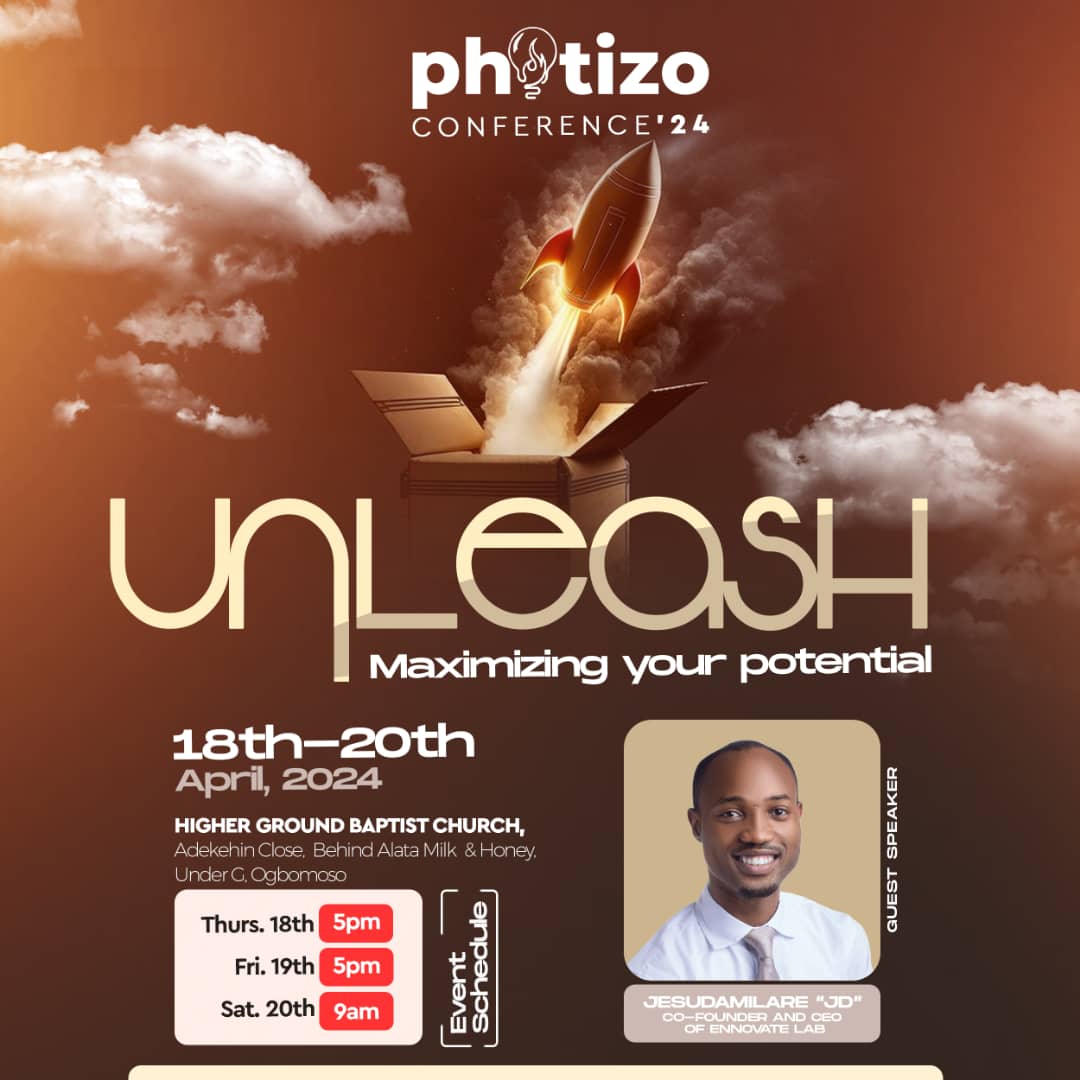 photizo
CONFERENCE'24
UNLEASH
Maximizing your potential
18th–20th
April, 2024
HIGHER GROUND BAPTIST CHURCH,
Adekehin Close, Behind Alata Milk & Honey,
Under G, Ogbomoso
Thurs. 18th 5pm
Fri. 19th 5pm
Sat. 20th 9am
Event
Schedule
GUEST SPEAKER
JESUDAMILARE "JD"
CO-FOUNDER AND CEO
OF ENNOVATE LAB